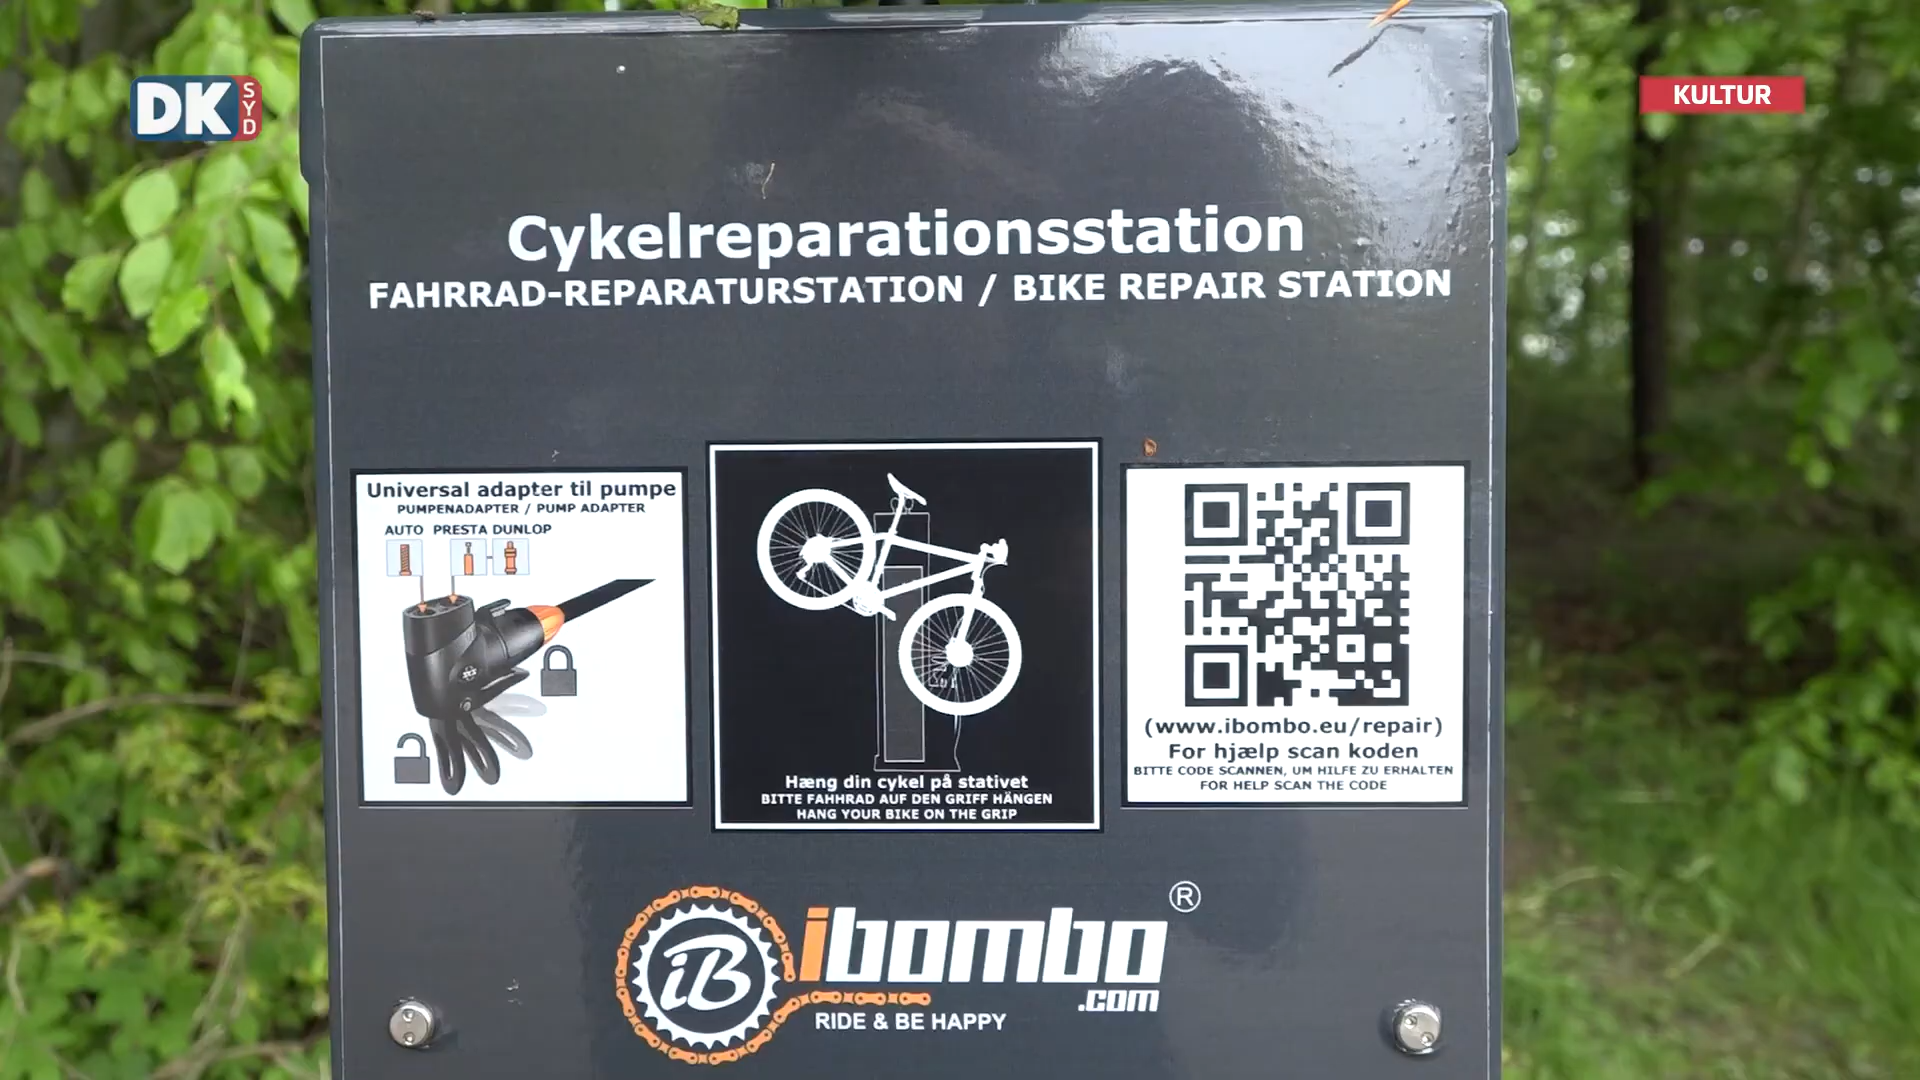 DK
SYD
KULTUR
Cykelreparationsstation
FAHRRAD-REPARATURSTATION / BIKE REPAIR STATION
Universal adapter til pumpe
PUMPENADAPTER / PUMP ADAPTER
AUTO PRESTA DUNLOP
Hæng din cykel på stativet
BITTE FAHHRAD AUF DEN GRIFF HÄNGEN
HANG YOUR BIKE ON THE GRIP
(www.ibombo.eu/repair)
For hjælp scan koden
BITTE CODE SCANNEN, UM HILFE ZU ERHALTEN
FOR HELP SCAN THE CODE
iB
ibombo®
.com
RIDE & BE HAPPY